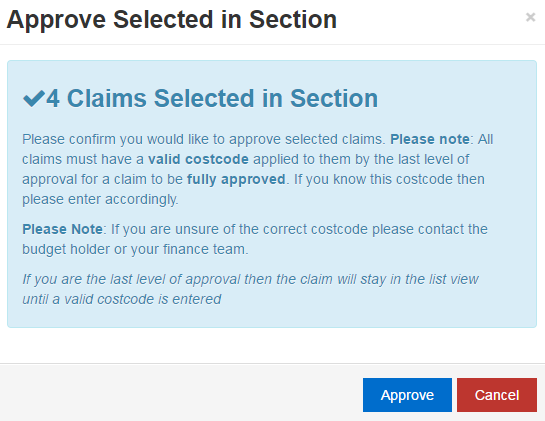 Approve Selected in Section
×
✔4 Claims Selected in Section
Please confirm you would like to approve selected claims. Please note: All
claims must have a valid costcode applied to them by the last level of
approval for a claim to be fully approved. If you know this costcode then
please enter accordingly.
Please Note: If you are unsure of the correct costcode please contact the
budget holder or your finance team.
If you are the last level of approval then the claim will stay in the list view
until a valid costcode is entered
Approve
Cancel